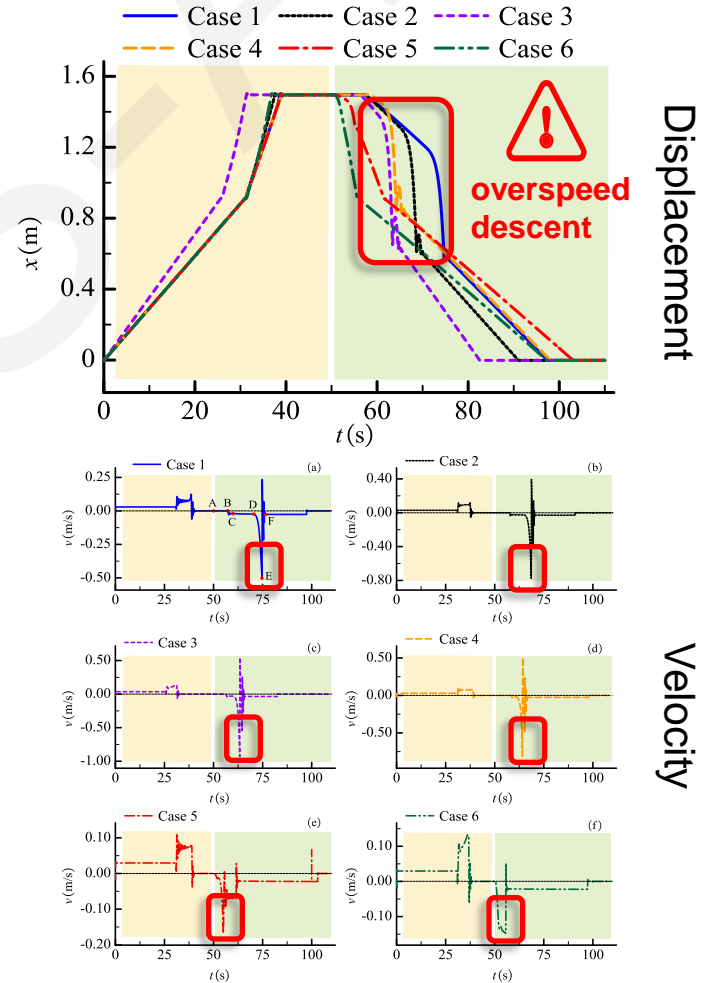 Case 1 Case 2 Case 3
Case 4 Case 5 Case 6
1.6
1.2
0.8
0.4
0
x (m)
overspeed
descent
Displacement
0 20 40 60 80 100
t (s)
Case 1 (a)
0.25
0.00
-0.25
-0.50
v (m/s)
A B C D E F
0 25 50 75 100
t (s)
Case 2 (b)
0.40
0.00
-0.40
-0.80
v (m/s)
0 25 50 75 100
t (s)
Case 3 (c)
0.50
0.00
-0.50
-1.00
v (m/s)
0 25 50 75 100
t (s)
Case 4 (d)
0.50
0.00
-0.50
v (m/s)
0 25 50 75 100
t (s)
Velocity
Case 5 (e)
0.10
0.00
-0.10
-0.20
v (m/s)
0 25 50 75 100
t (s)
Case 6 (f)
0.10
0.00
-0.10
v (m/s)
0 25 50 75 100
t (s)